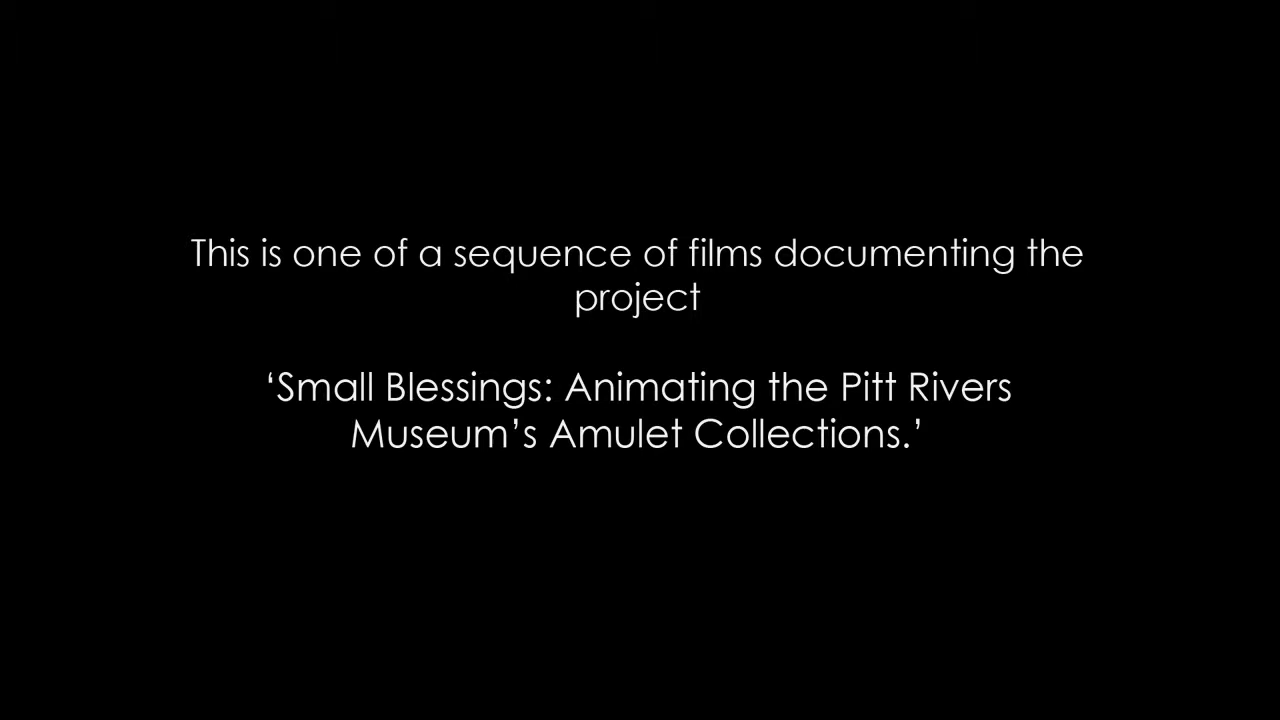 This is one of a sequence of films documenting the
project
‘Small Blessings: Animating the Pitt Rivers
Museum’s Amulet Collections.’